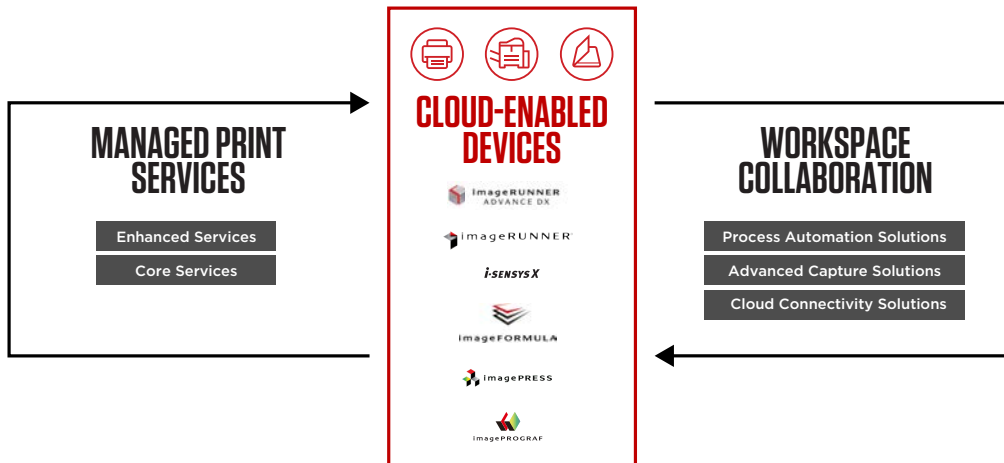 MANAGED PRINT
SERVICES
Enhanced Services
Core Services
CLOUD-ENABLED
DEVICES
imageRUNNER
ADVANCE DX
imageRUNNER
i-SENSYS X
imageFORMULA
imagePRESS
imagePROGRAF
WORKSPACE
COLLABORATION
Process Automation Solutions
Advanced Capture Solutions
Cloud Connectivity Solutions